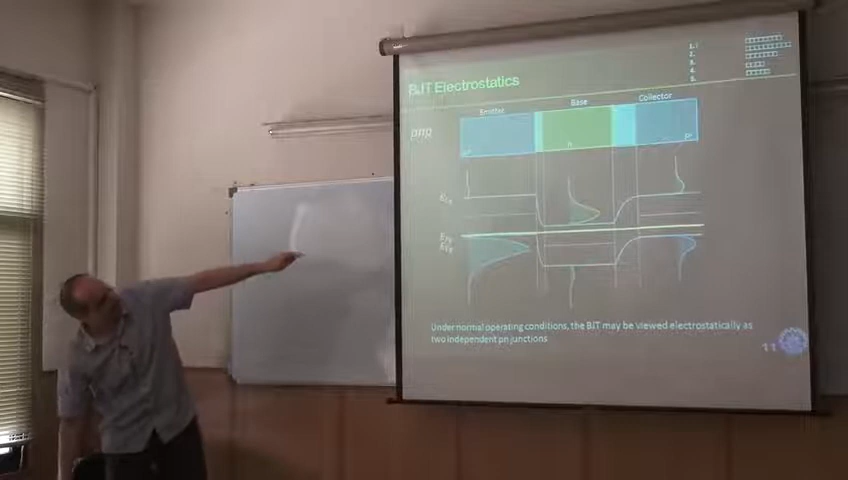 BJT Electrostatics
Emitter
Base
Collector
pnp
n
Under normal operating conditions, the BJT may be viewed electrostatically as
two independent pn junctions
11